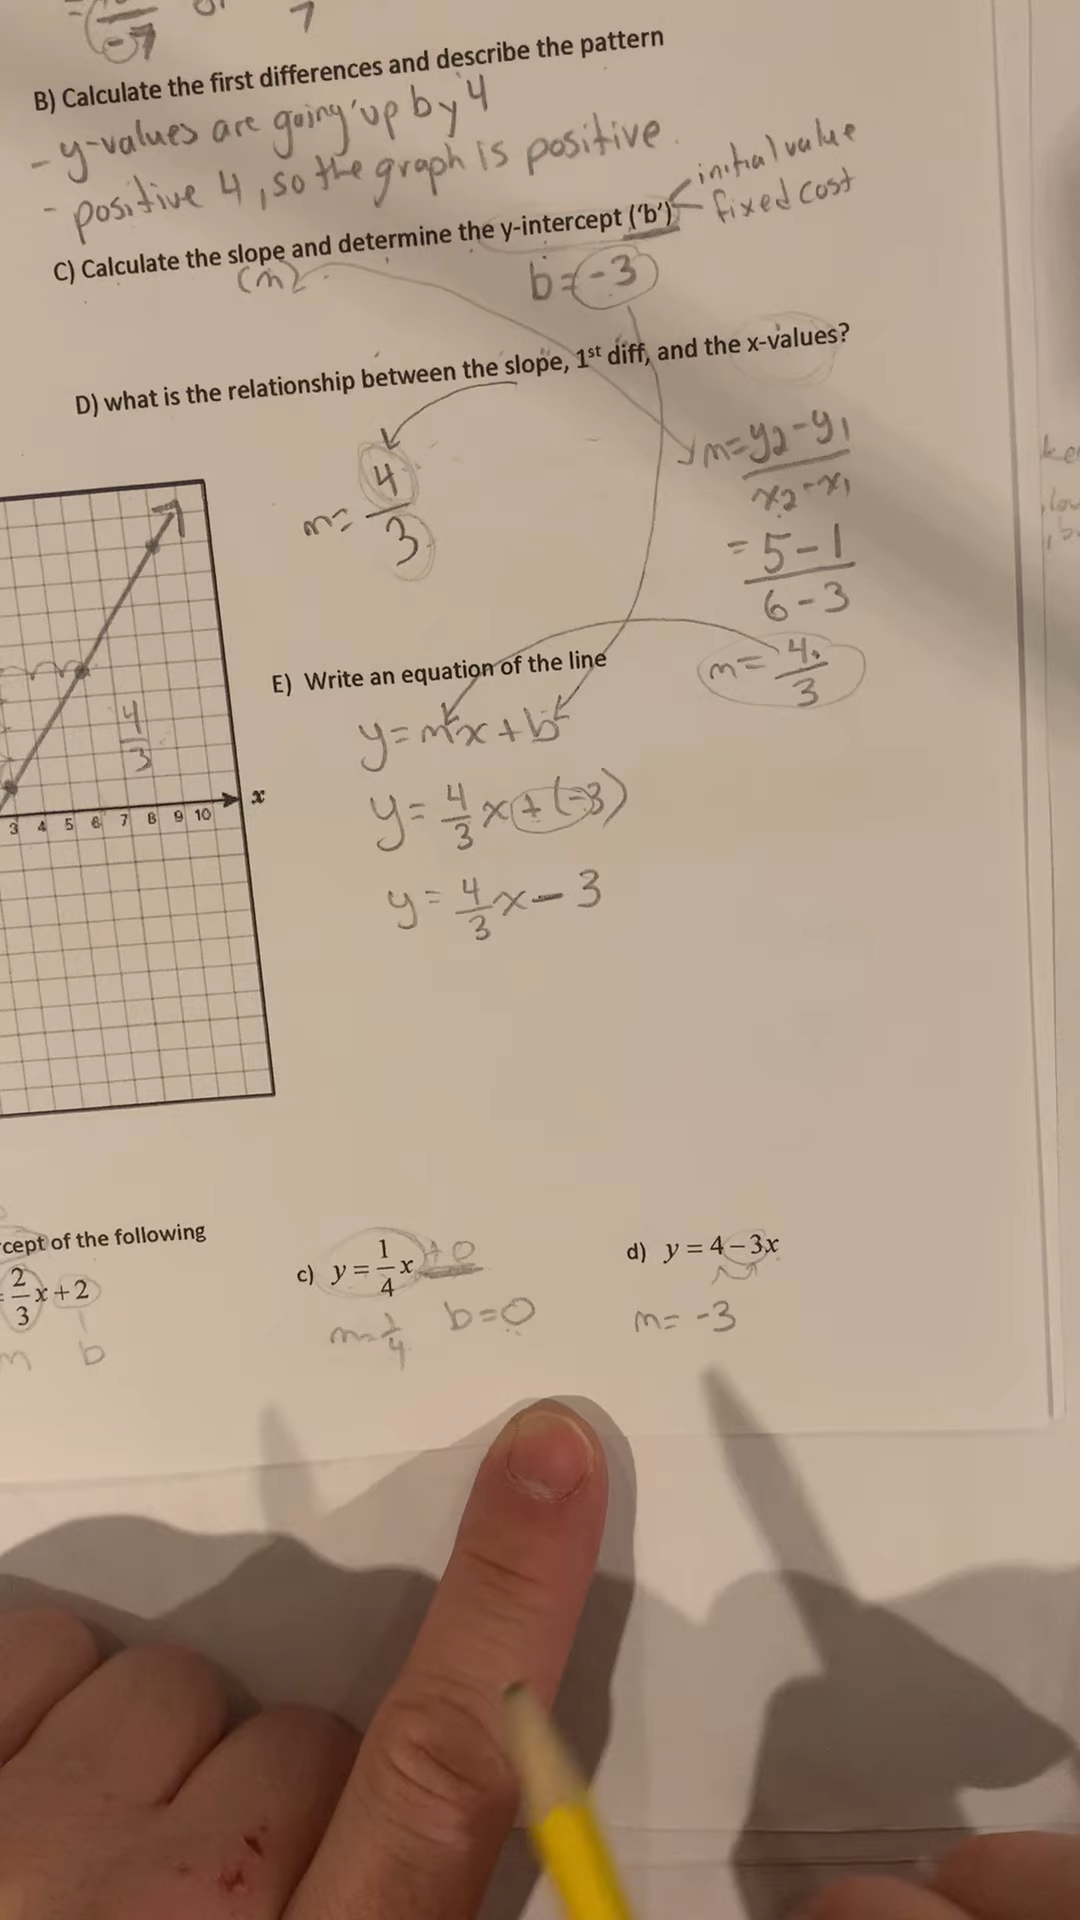 -7
7
B) Calculate the first differences and describe the pattern
- y-values are going up by 4
- positive 4, so the graph is positive.
initial value
fixed cost
C) Calculate the slope and determine the y-intercept ('b')
(m)
b = -3
D) what is the relationship between the slope, 1st diff, and the x-values?
m = 4/3
m = y2 - y1 / x2 - x1
= 5 - 1 / 6 - 3
m = 4/3
4/3
x
3 4 5 6 7 8 9 10
E) Write an equation of the line
y = mx + b
y = 4/3 x + (-3)
y = 4/3 x - 3
cept of the following
= 2/3 x + 2
m b
c) y = 1/4 x + 0
m = 1/4 b = 0
d) y = 4 - 3x
m = -3